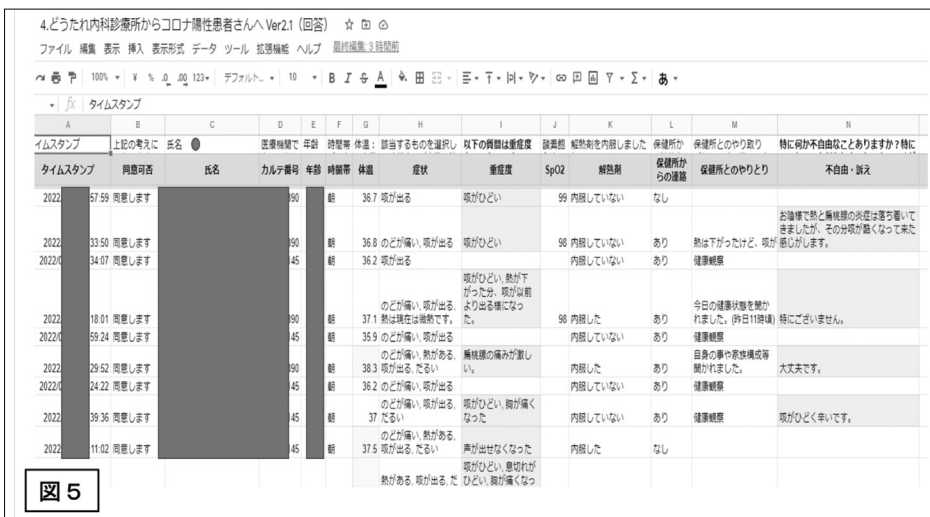 4.どうたれ内科診療所からコロナ陽性患者さんへ Ver2.1（回答）
ファイル 編集 表示 挿入 表示形式 データ ツール 拡張機能 ヘルプ 最終編集: 3 時間前
100% ¥ % .0 .00 123 デフォルト... 10 B I S A あ
fx タイムスタンプ
A B C D E F G H I J K L M N
イムスタンプ 上記の考えに 氏名 医療機関で 年齢 時間帯 体温: 該当するものを選択し 以下の質問は重症度 酸素飽 解熱剤を内服しました 保健所か 保健所とのやり取り 特に何か不自由なことありますか？特に
タイムスタンプ 同意可否 氏名 カルテ番号 年齢 時間帯 体温 症状 重症度 SpO2 解熱剤 保健所か
らの連絡 保健所とのやりとり 不自由・訴え
2022 57:59 同意します 390 朝 36.7 咳が出る 咳がひどい 99 内服していない なし
お陰様で熱と扁桃腺の炎症は落ち着いて
きましたが、その分咳が酷くなって来た
2022 33:50 同意します 390 朝 36.8 のどが痛い, 咳が出る 咳がひどい 98 内服していない あり 熱は下がったけど、咳が 感じがします。
2022/0 34:07 同意します 145 朝 36.2 咳が出る 内服していない あり 健康観察
咳がひどい, 熱が下
がった分、咳が以前
のどが痛い, 咳が出る, より出る様になっ 今日の健康状態を聞か
2022 18:01 同意します 390 朝 37.1 熱は現在は微熱です。 た。 98 内服した あり れました。(昨日11時頃) 特にございません。
2022/0 59:24 同意します 145 朝 35.9 のどが痛い, 咳が出る 内服していない あり 健康観察
のどが痛い, 熱がある, 扁桃腺の痛みが激し 自身の事や家族構成等
2022 29:52 同意します 390 朝 38.3 咳が出る, だるい い。 内服した あり 聞かれました。 大丈夫です。
2022/0 24:22 同意します 145 朝 36.2 のどが痛い, 咳が出る 内服していない あり 健康観察
のどが痛い, 咳が出る, 咳がひどい, 胸が痛く
2022 39:36 同意します 145 朝 37 だるい なった 内服していない あり 健康観察 咳がひどく辛いです。
のどが痛い, 熱がある,
2022 11:02 同意します 145 朝 37.5 咳が出る, だるい 声が出せなくなった 内服した なし
咳がひどい, 息切れが
熱がある, 咳が出る, だ ひどい, 胸が痛くなっ
図5